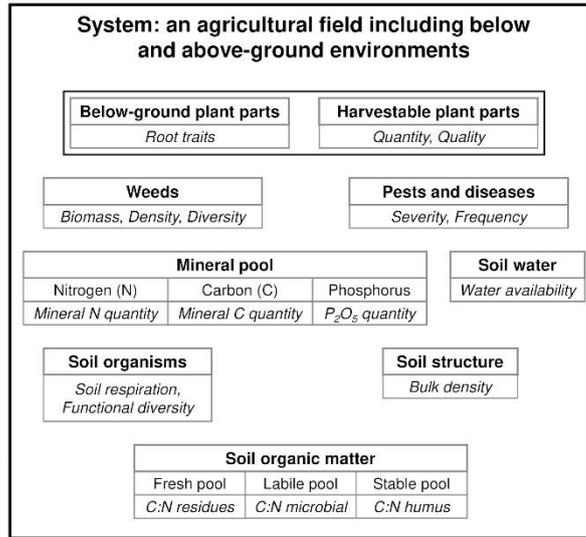 System: an agricultural field including below
and above-ground environments
Below-ground plant parts
Root traits
Harvestable plant parts
Quantity, Quality
Weeds
Biomass, Density, Diversity
Pests and diseases
Severity, Frequency
Mineral pool
Nitrogen (N) Carbon (C) Phosphorus
Mineral N quantity Mineral C quantity P₂O₅ quantity
Soil water
Water availability
Soil organisms
Soil respiration,
Functional diversity
Soil structure
Bulk density
Soil organic matter
Fresh pool Labile pool Stable pool
C:N residues C:N microbial C:N humus